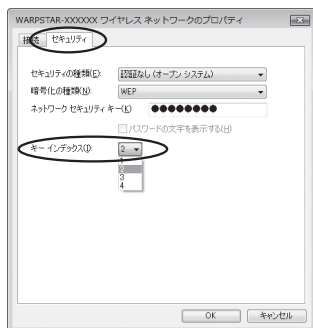 WARPSTAR-XXXXXX ワイヤレス ネットワークのプロパティ
接続 セキュリティ
セキュリティの種類(E): 認証なし (オープン システム)
暗号化の種類(N): WEP
ネットワーク セキュリティ キー(K) ●●●●●●●●
パスワードの文字を表示する(H)
キー インデックス(I): 2
1
2
3
4
OK キャンセル